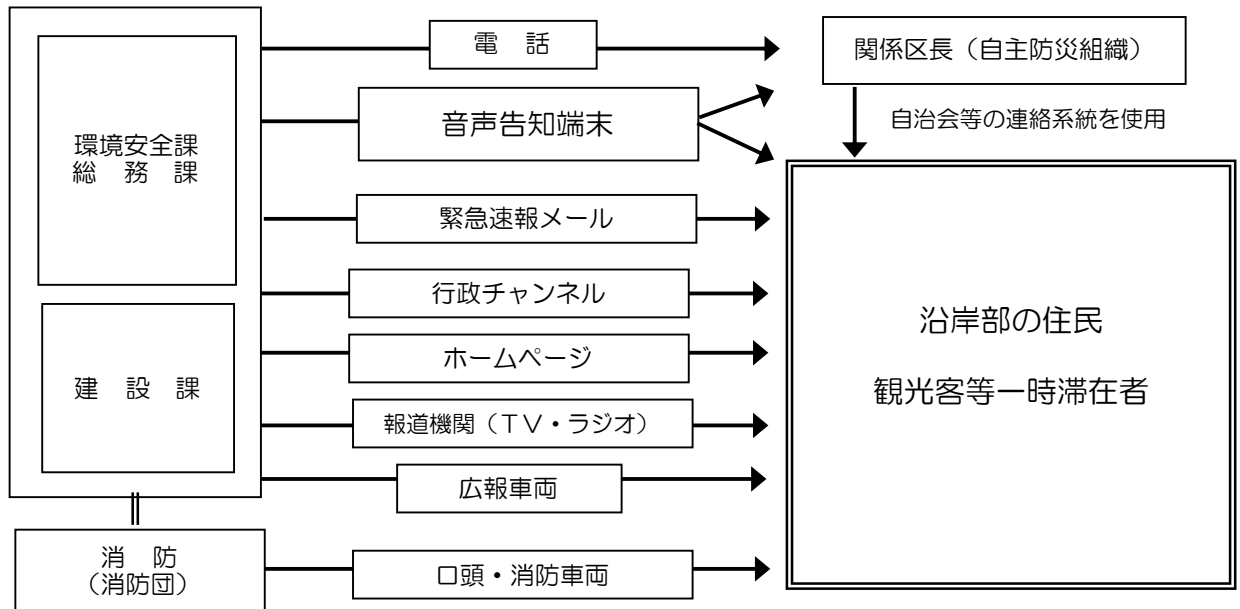 電　話
関係区長（自主防災組織）
音声告知端末
自治会等の連絡系統を使用
環境安全課
総　務　課
緊急速報メール
行政チャンネル
沿岸部の住民
ホームページ
観光客等一時滞在者
建　設　課
報道機関（ＴＶ・ラジオ）
広報車両
消　防
（消防団）
口頭・消防車両